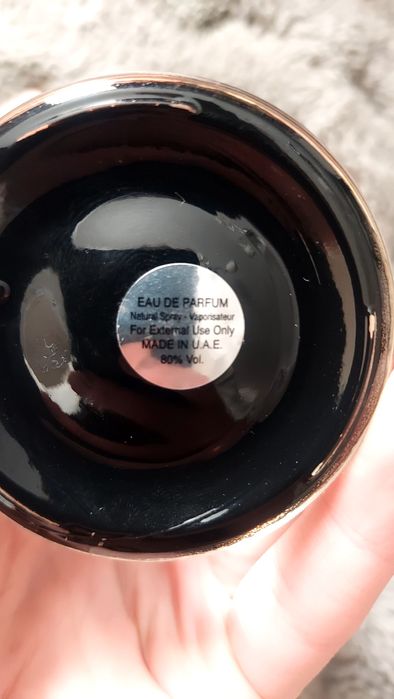 EAU DE PARFUM
Natural Spray - Vaporisateur
For External Use Only
MADE IN U.A.E.
80% Vol.